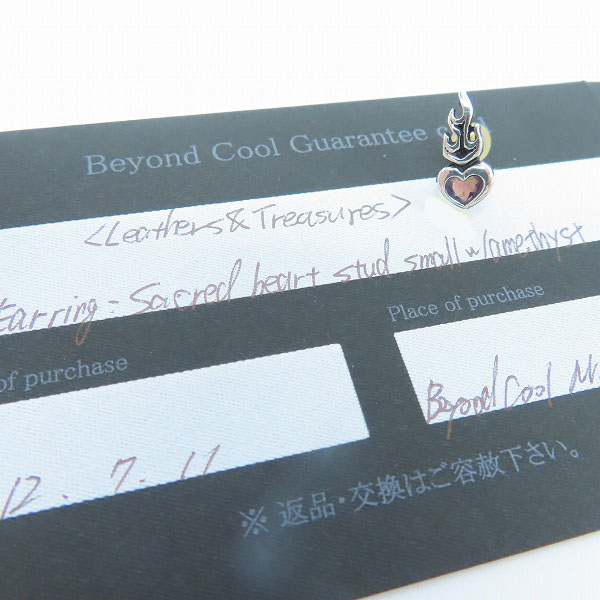 Beyond Cool Guarantee
<Leathers & Treasures>
Earring - Sacred heart stud small w/amethyst
of purchase
Place of purchase
12. 7. 11
Beyond Cool
※ 返品・交換はご容赦下さい。